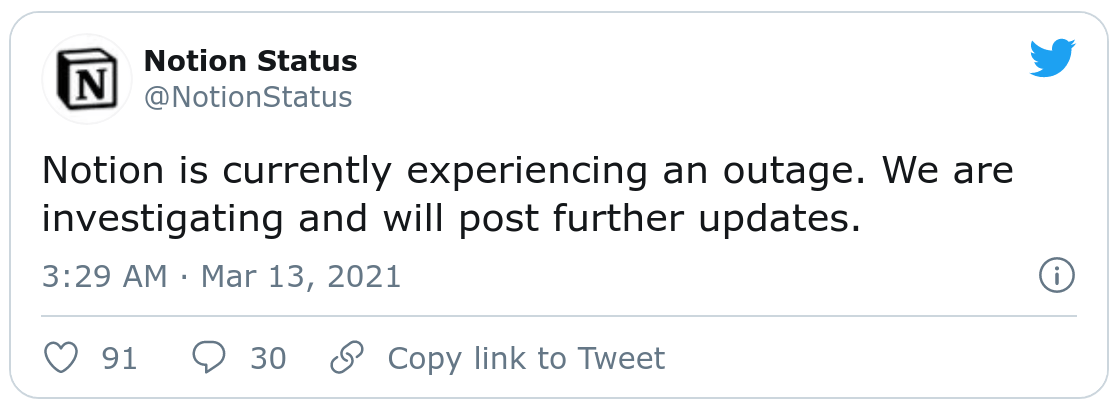 N
Notion Status
@NotionStatus
Notion is currently experiencing an outage. We are
investigating and will post further updates.
3:29 AM · Mar 13, 2021
91 30 Copy link to Tweet